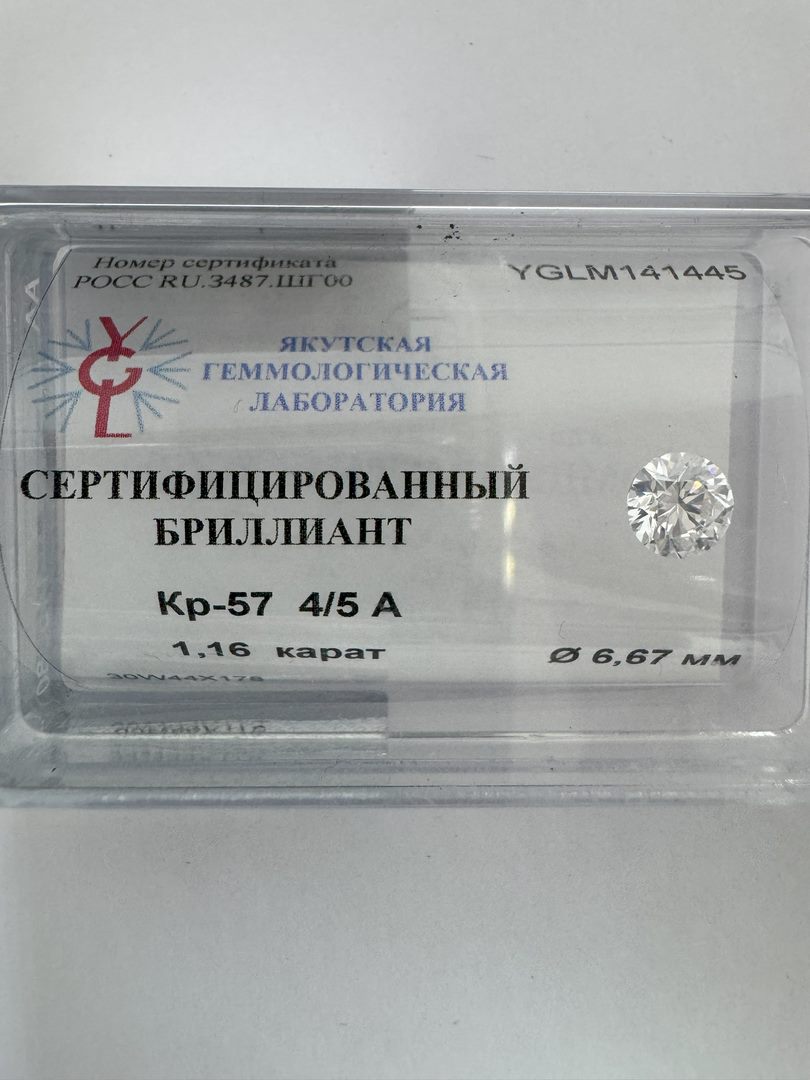 Номер сертификата
РОСС RU.3487.ШГ00
YGLM141445
YGL
ЯКУТСКАЯ
ГЕММОЛОГИЧЕСКАЯ
ЛАБОРАТОРИЯ
СЕРТИФИЦИРОВАННЫЙ
БРИЛЛИАНТ
Кр-57 4/5 А
1,16 карат
Ø 6,67 мм